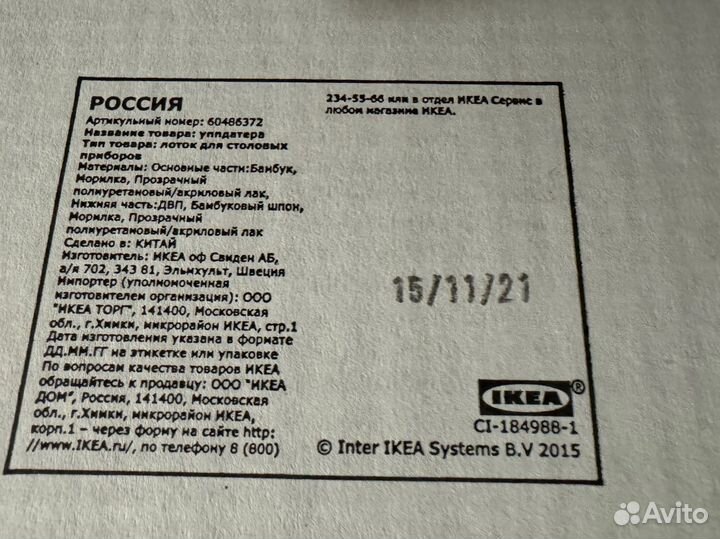 РОССИЯ
Артикульный номер: 60486372
Название товара: уппдатера
Тип товара: лоток для столовых
приборов
Материалы: Основные части:Бамбук,
Морилка, Прозрачный
полиуретановый/акриловый лак,
Нижняя часть:ДВП, Бамбуковый шпон,
Морилка, Прозрачный
полиуретановый/акриловый лак
Сделано в: КИТАЙ
Изготовитель: ИКЕА оф Свиден АБ,
а/я 702, 343 81, Эльмхульт, Швеция
Импортер (уполномоченная
изготовителем организация): ООО
"ИКЕА ТОРГ", 141400, Московская
обл., г.Химки, микрорайон ИКЕА, стр.1
Дата изготовления указана в формате
ДД.ММ.ГГ на этикетке или упаковке
По вопросам качества товаров ИКЕА
обращайтесь к продавцу: ООО "ИКЕА
ДОМ", Россия, 141400, Московская
обл., г.Химки, микрорайон ИКЕА,
корп.1 – через форму на сайте http:
//www.IKEA.ru/, по телефону 8 (800)
234-55-66 или в отдел ИКЕА Сервис в
любом магазине ИКЕА.
15/11/21
IKEA®
CI-184988-1
© Inter IKEA Systems B.V 2015
Avito